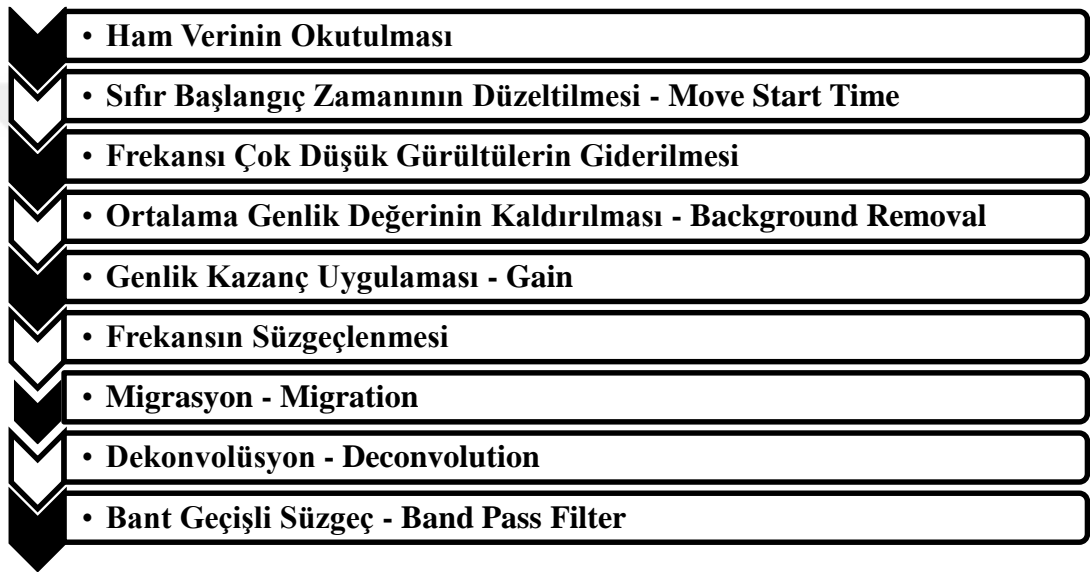 • Ham Verinin Okutulması
• Sıfır Başlangıç Zamanının Düzeltilmesi - Move Start Time
• Frekansı Çok Düşük Gürültülerin Giderilmesi
• Ortalama Genlik Değerinin Kaldırılması - Background Removal
• Genlik Kazanç Uygulaması - Gain
• Frekansın Süzgeçlenmesi
• Migrasyon - Migration
• Dekonvolüsyon - Deconvolution
• Bant Geçişli Süzgeç - Band Pass Filter